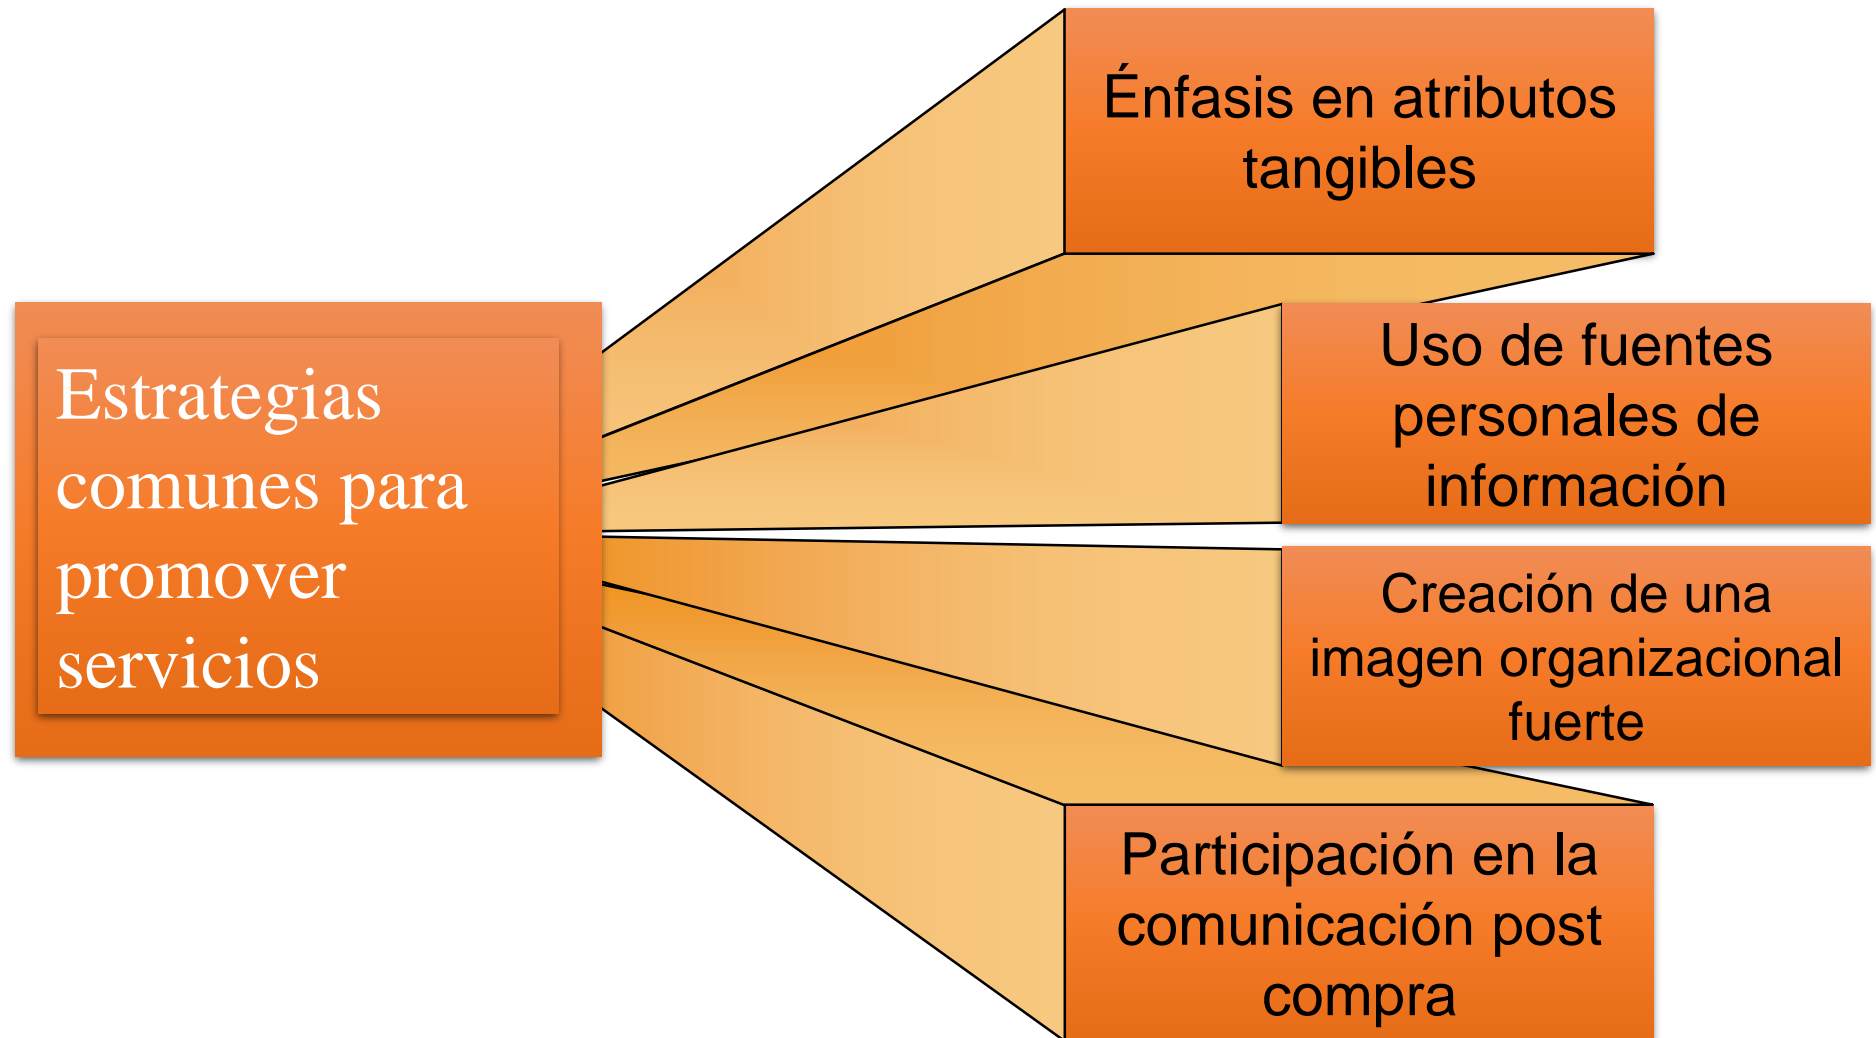 Estrategias
comunes para
promover
servicios
Énfasis en atributos
tangibles
Uso de fuentes
personales de
información
Creación de una
imagen organizacional
fuerte
Participación en la
comunicación post
compra